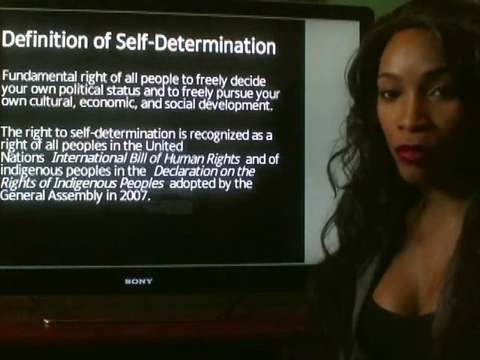 Definition of Self-Determination
Fundamental right of all people to freely decide
your own political status and to freely pursue your
own cultural, economic, and social development.
The right to self-determination is recognized as a
right of all peoples in the United
Nations International Bill of Human Rights and of
indigenous peoples in the Declaration on the
Rights of Indigenous Peoples adopted by the
General Assembly in 2007.
SONY